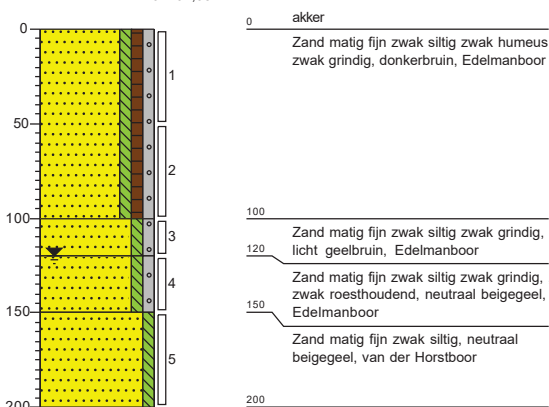 0
50
100
150
200
1
2
3
4
5
0
akker
Zand matig fijn zwak siltig zwak humeus
zwak grindig, donkerbruin, Edelmanboor
100
Zand matig fijn zwak siltig zwak grindig,
licht geelbruin, Edelmanboor
120
Zand matig fijn zwak siltig zwak grindig,
zwak roesthoudend, neutraal beigegeel,
Edelmanboor
150
Zand matig fijn zwak siltig, neutraal
beigegeel, van der Horstboor
200